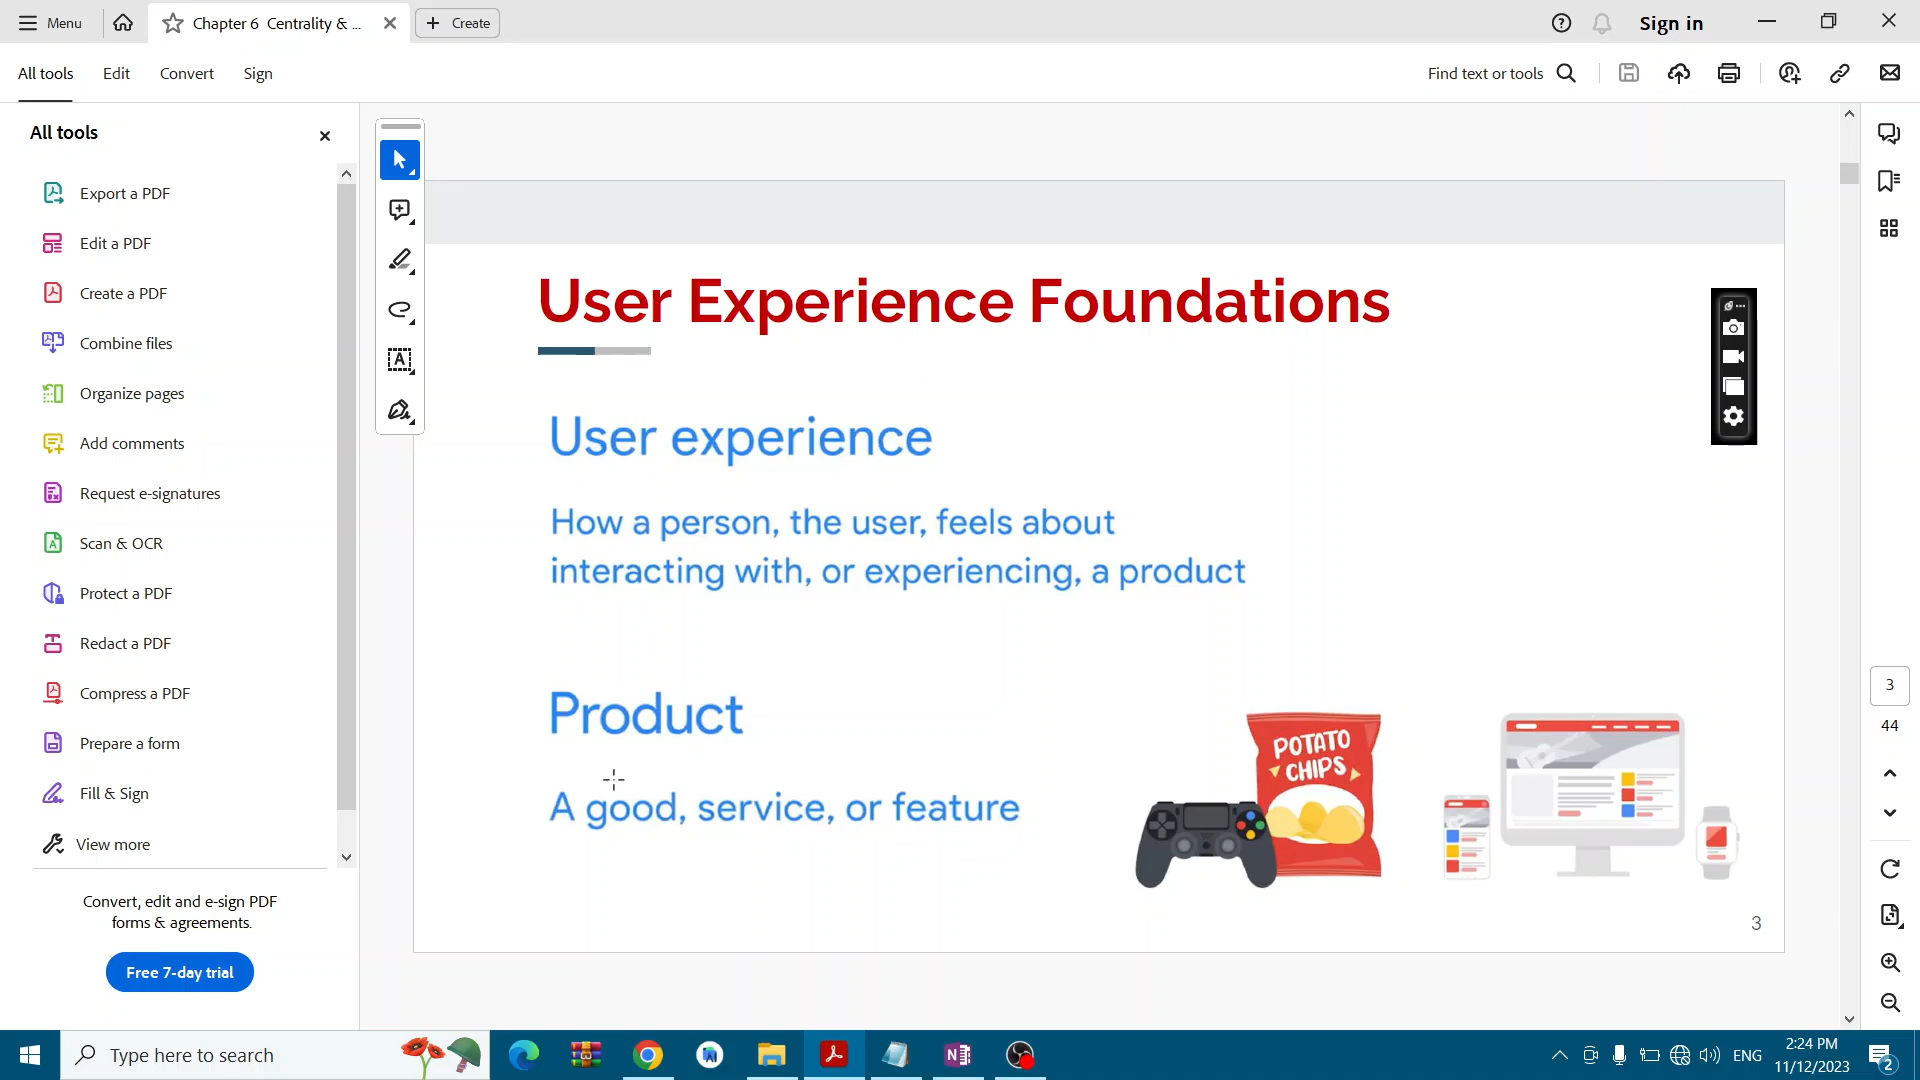 Menu
Chapter 6 Centrality & ...
Create
Sign in
All tools
Edit
Convert
Sign
Find text or tools
All tools
Export a PDF
Edit a PDF
Create a PDF
Combine files
Organize pages
Add comments
Request e-signatures
Scan & OCR
Protect a PDF
Redact a PDF
Compress a PDF
Prepare a form
Fill & Sign
View more
Convert, edit and e-sign PDF
forms & agreements.
Free 7-day trial
User Experience Foundations
User experience
How a person, the user, feels about
interacting with, or experiencing, a product
Product
A good, service, or feature
POTATO
CHIPS
3
3
44
Type here to search
ENG
2:24 PM
11/12/2023
2